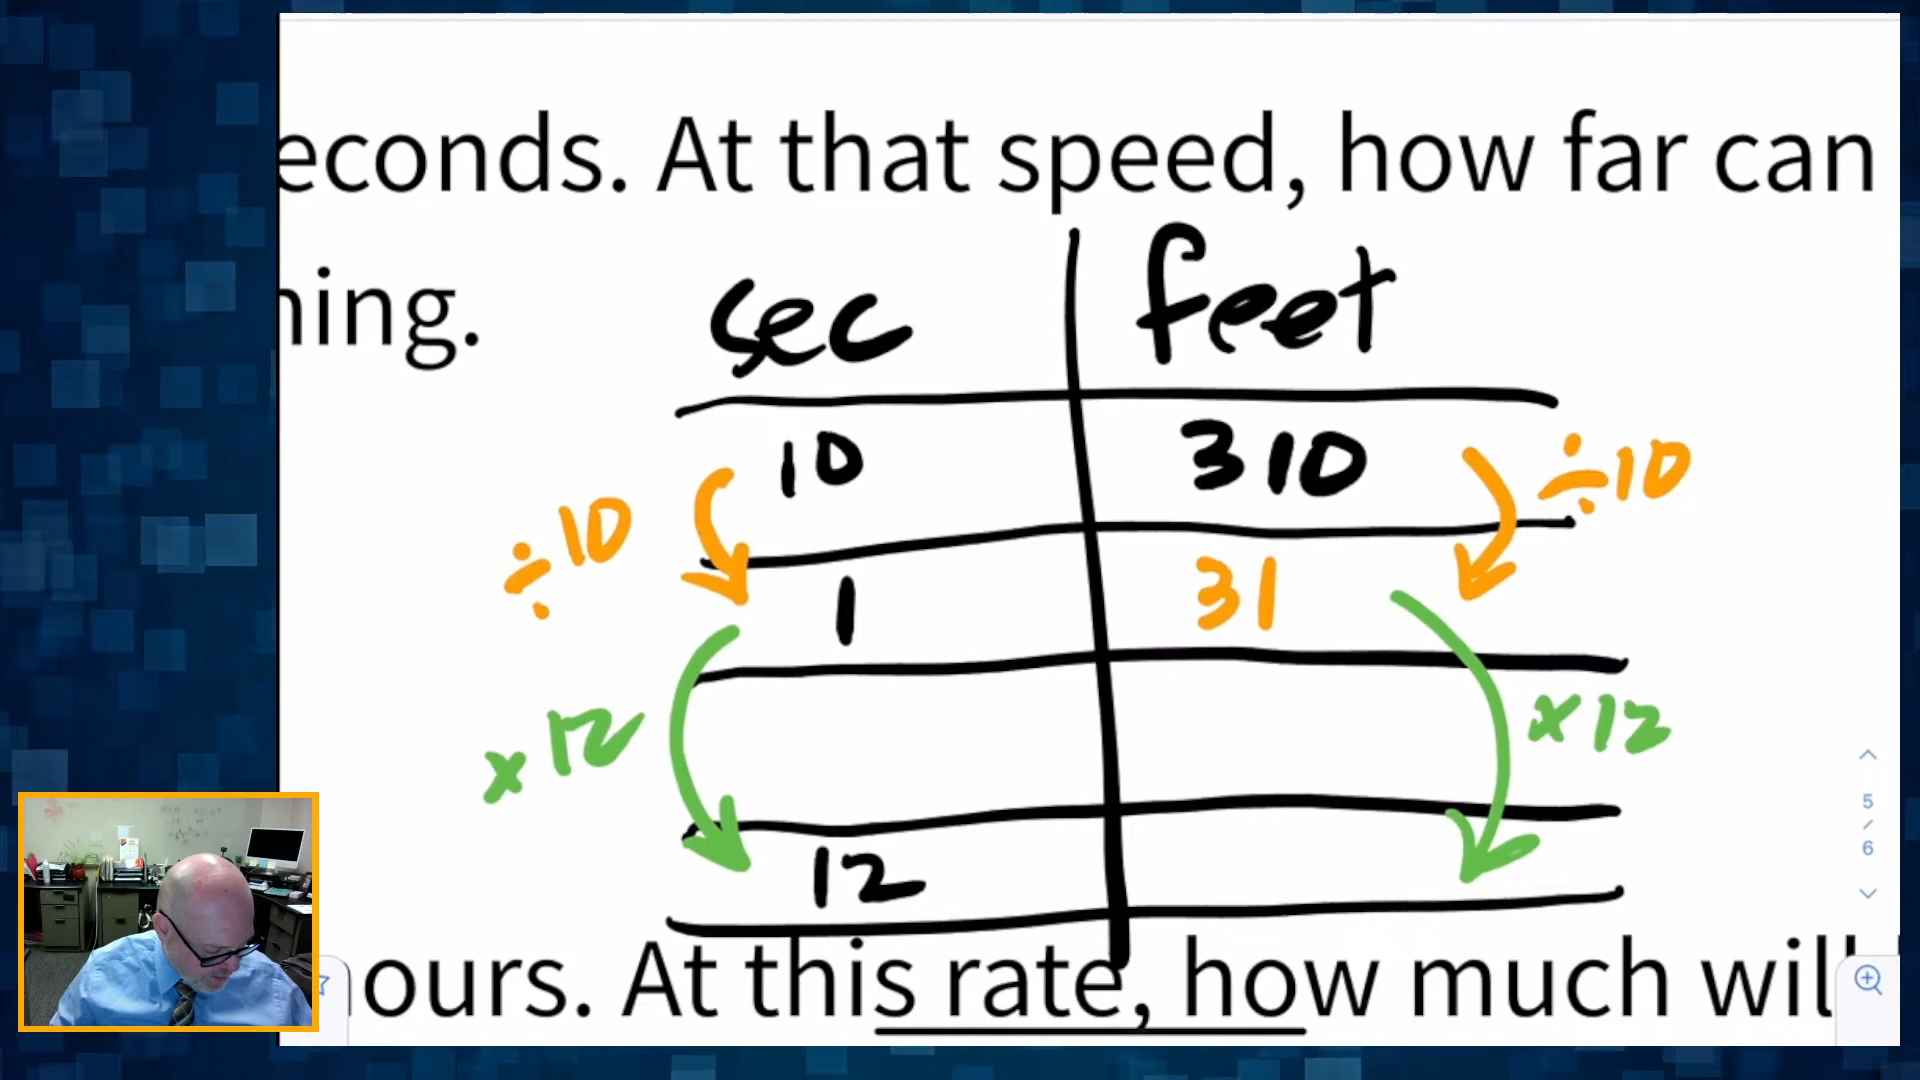 econds. At that speed, how far can
ning.
sec feet
10 310
÷10 ÷10
1 31
×12 ×12
12
ours. At this rate, how much will
5
/
6